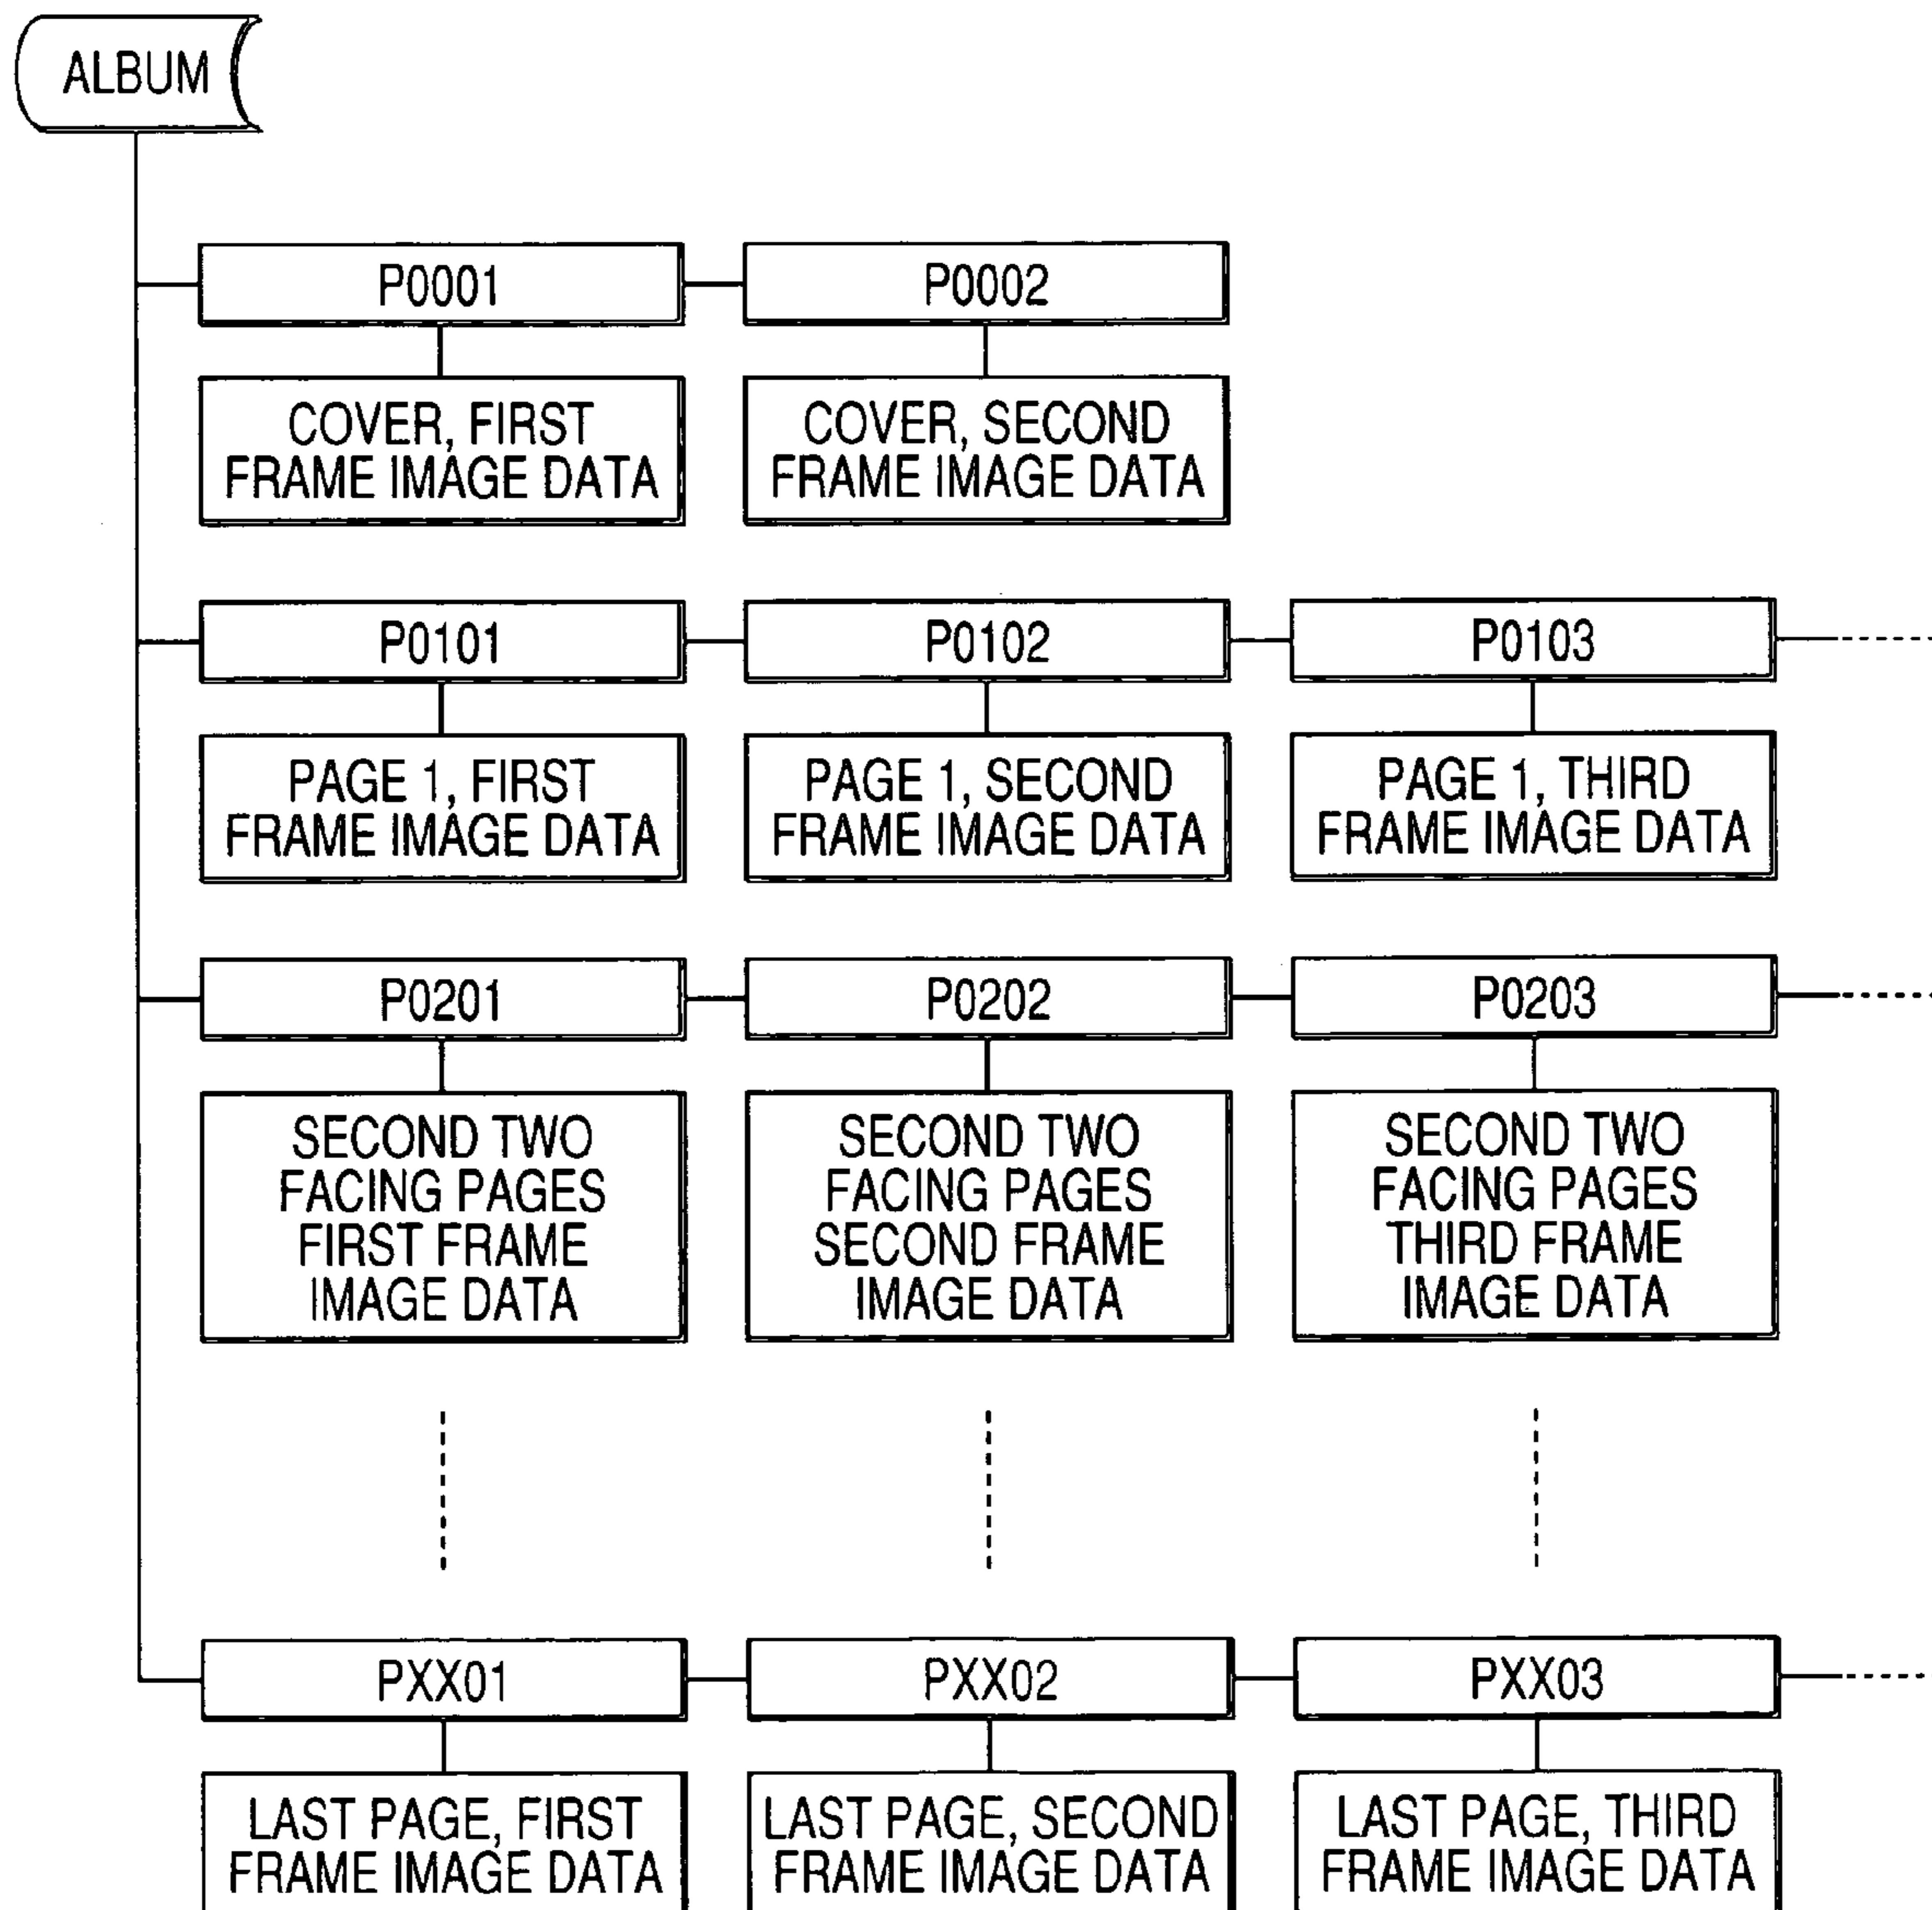 ALBUM
P0001
P0002
COVER, FIRST
FRAME IMAGE DATA
COVER, SECOND
FRAME IMAGE DATA
P0101
P0102
P0103
PAGE 1, FIRST
FRAME IMAGE DATA
PAGE 1, SECOND
FRAME IMAGE DATA
PAGE 1, THIRD
FRAME IMAGE DATA
P0201
P0202
P0203
SECOND TWO
FACING PAGES
FIRST FRAME
IMAGE DATA
SECOND TWO
FACING PAGES
SECOND FRAME
IMAGE DATA
SECOND TWO
FACING PAGES
THIRD FRAME
IMAGE DATA
PXX01
PXX02
PXX03
LAST PAGE, FIRST
FRAME IMAGE DATA
LAST PAGE, SECOND
FRAME IMAGE DATA
LAST PAGE, THIRD
FRAME IMAGE DATA